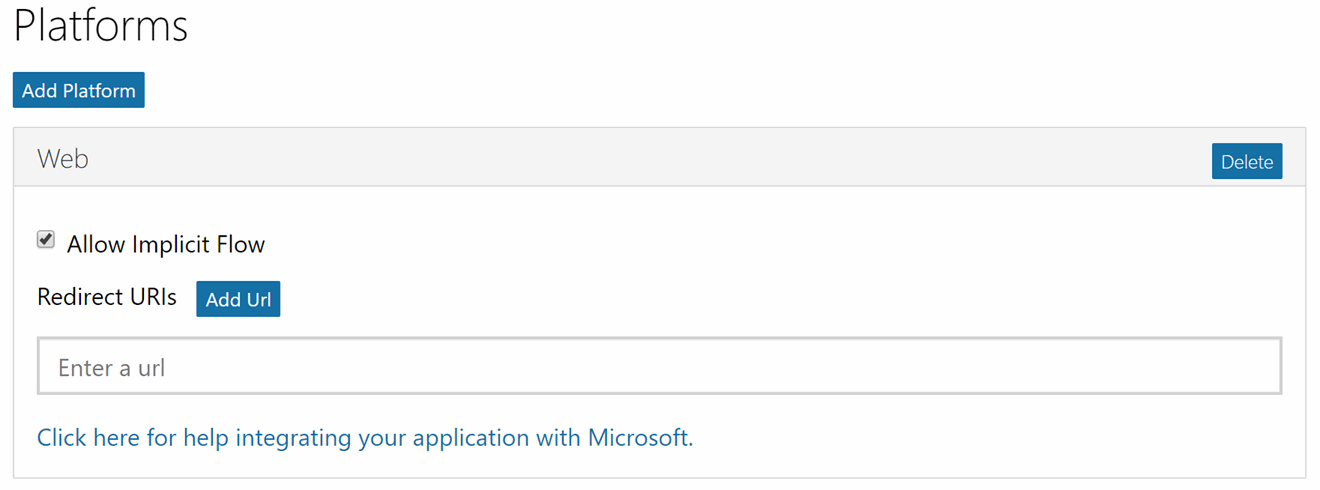 Platforms
Add Platform
Web
Delete
Allow Implicit Flow
Redirect URIs Add Url
Enter a url
Click here for help integrating your application with Microsoft.